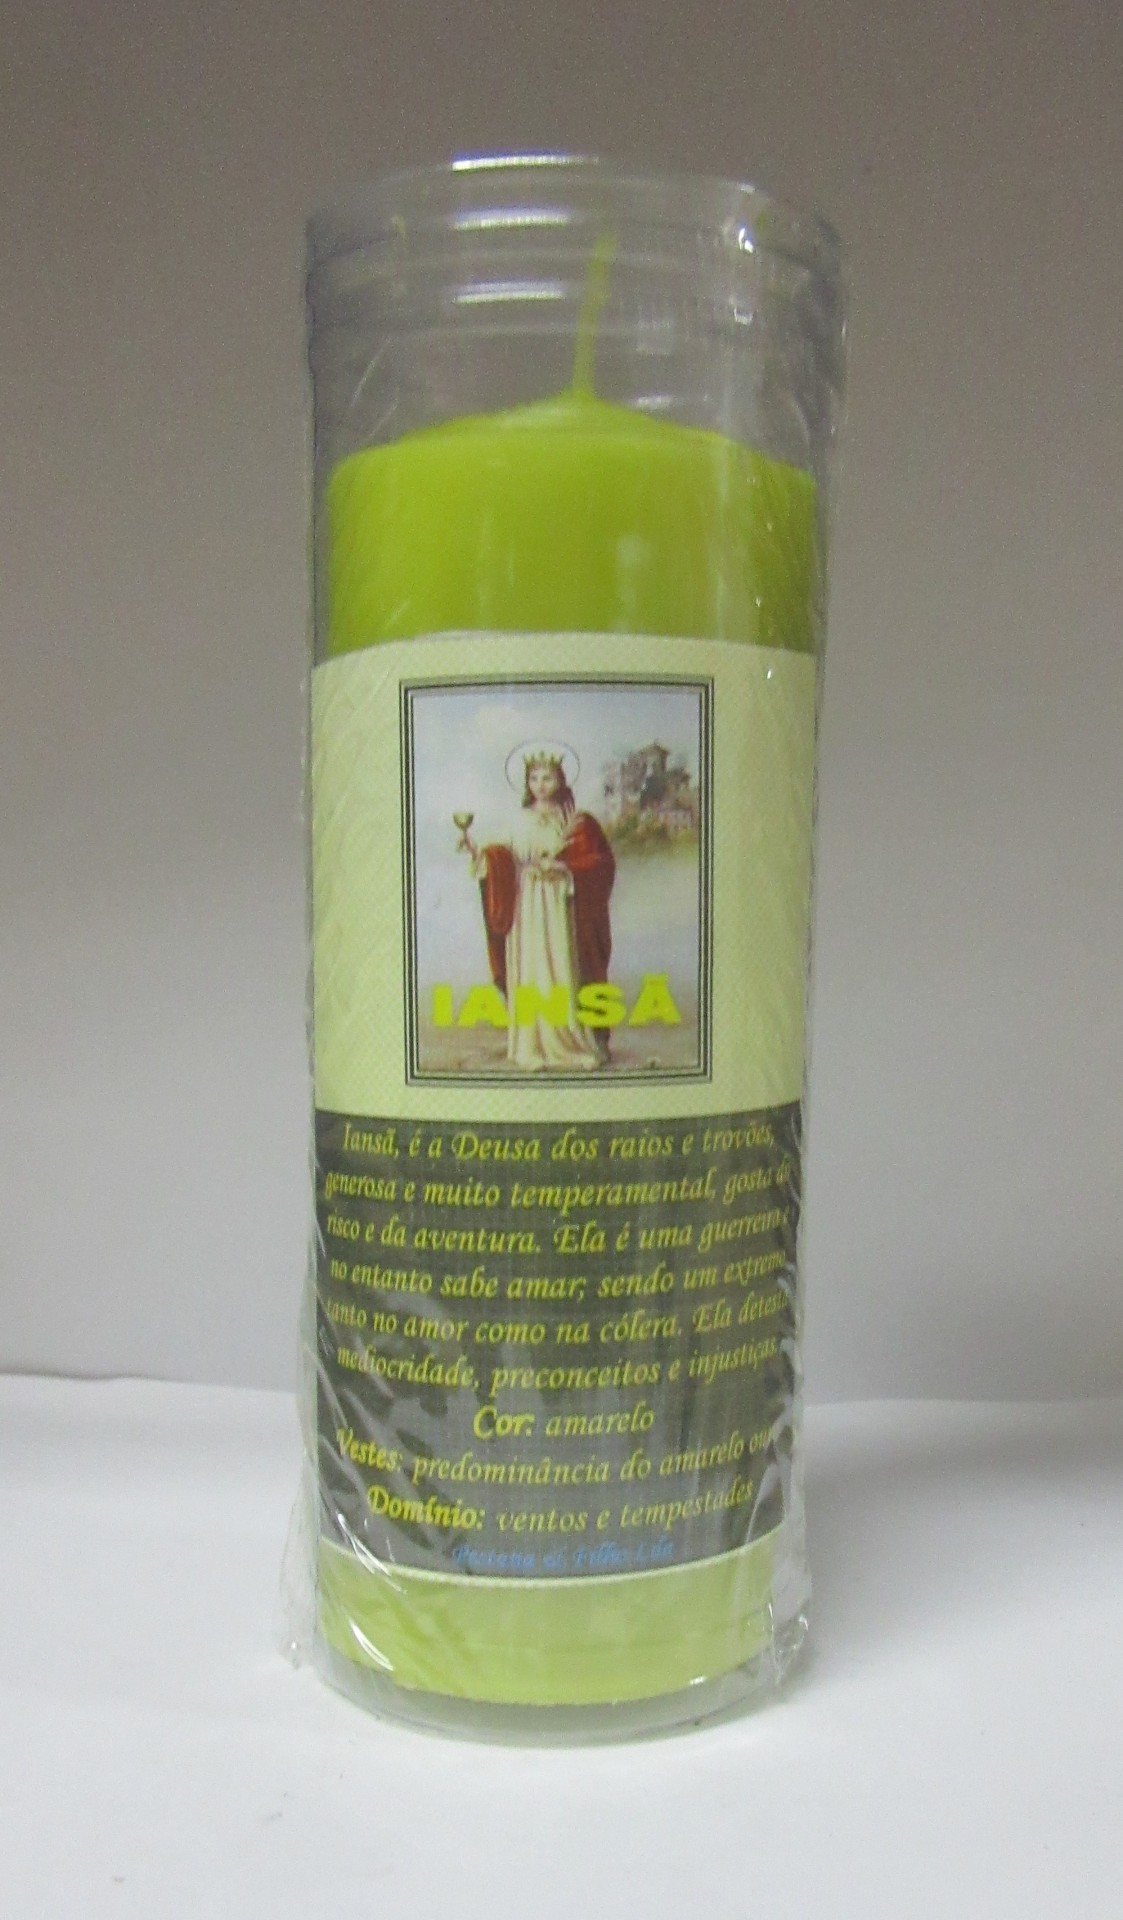 IANSÃ
Iansã, é a Deusa dos raios e trovões,
generosa e muito temperamental, gosta do
risco e da aventura. Ela é uma guerreira e
no entanto sabe amar; sendo um extremo
tanto no amor como na cólera. Ela detesta
mediocridade, preconceitos e injustiças.
Cor: amarelo
Vestes: predominância do amarelo
Domínio: ventos e tempestades
& Filho Lda